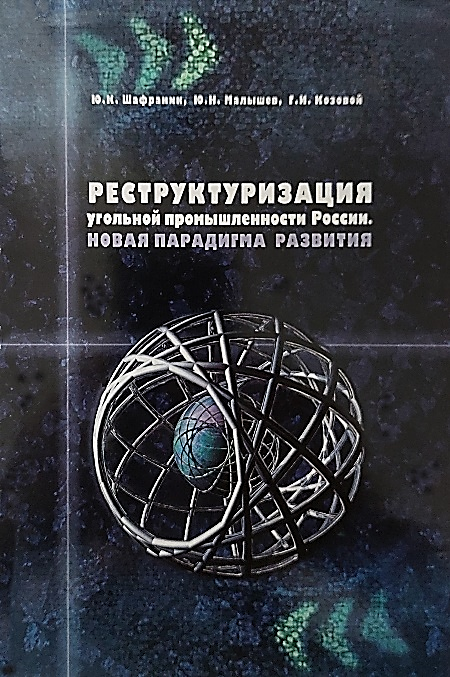 Ю.К. Шафраник, Ю.Н. Малышев, Г.И. Козовой
РЕСТРУКТУРИЗАЦИЯ
угольной промышленности России.
НОВАЯ ПАРАДИГМА РАЗВИТИЯ